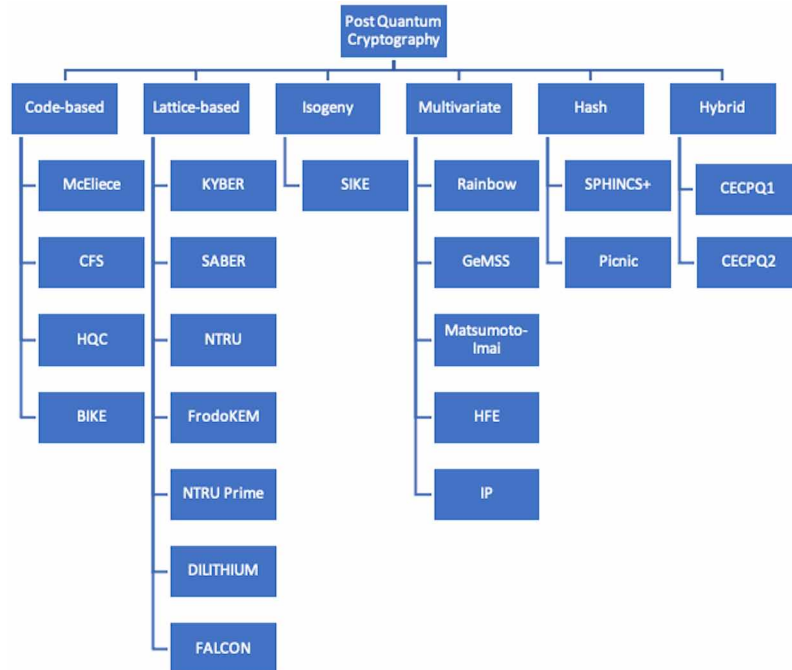 Post Quantum
Cryptography
Code-based
Lattice-based
Isogeny
Multivariate
Hash
Hybrid
McEliece
CFS
HQC
BIKE
KYBER
SABER
NTRU
FrodoKEM
NTRU Prime
DILITHIUM
FALCON
SIKE
Rainbow
GeMSS
Matsumoto-
Imai
HFE
IP
SPHINCS+
Picnic
CECPQ1
CECPQ2